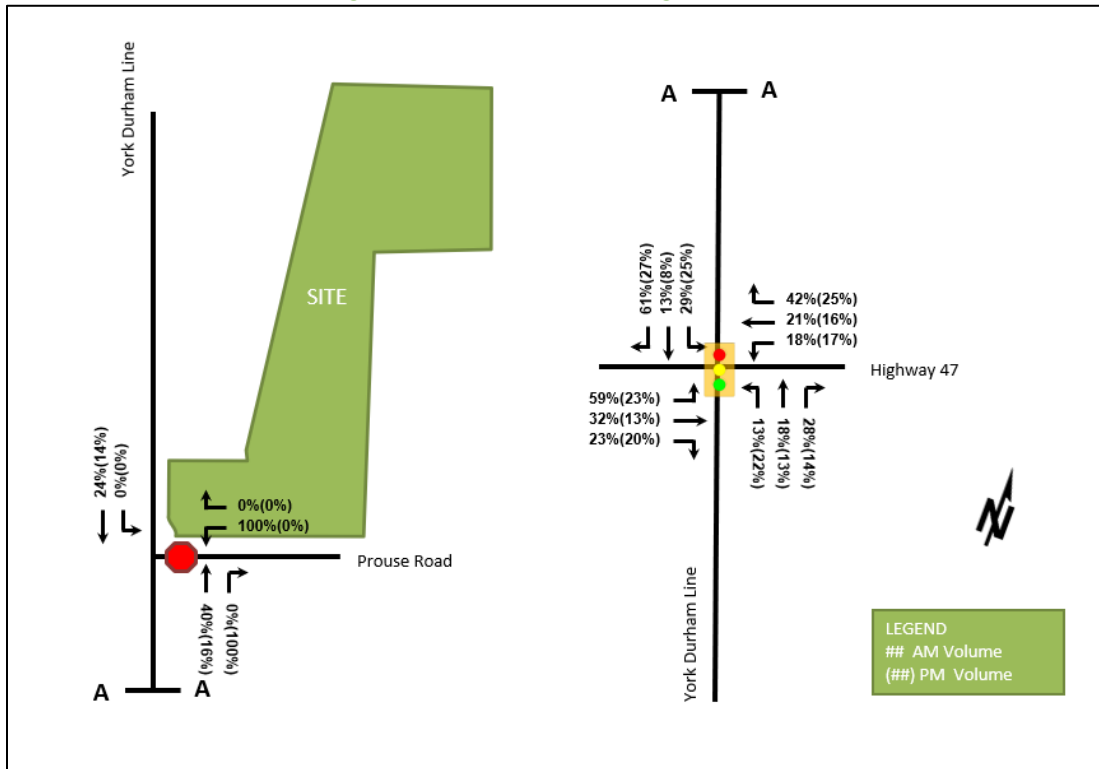 York Durham Line
A
A
SITE
24%(14%)
0%(0%)
0%(0%)
100%(0%)
Prouse Road
40%(16%)
0%(100%)
A
A
61%(27%)
13%(8%)
29%(25%)
42%(25%)
21%(16%)
18%(17%)
Highway 47
59%(23%)
32%(13%)
23%(20%)
13%(22%)
18%(13%)
28%(14%)
York Durham Line
N
LEGEND
## AM Volume
(##) PM Volume